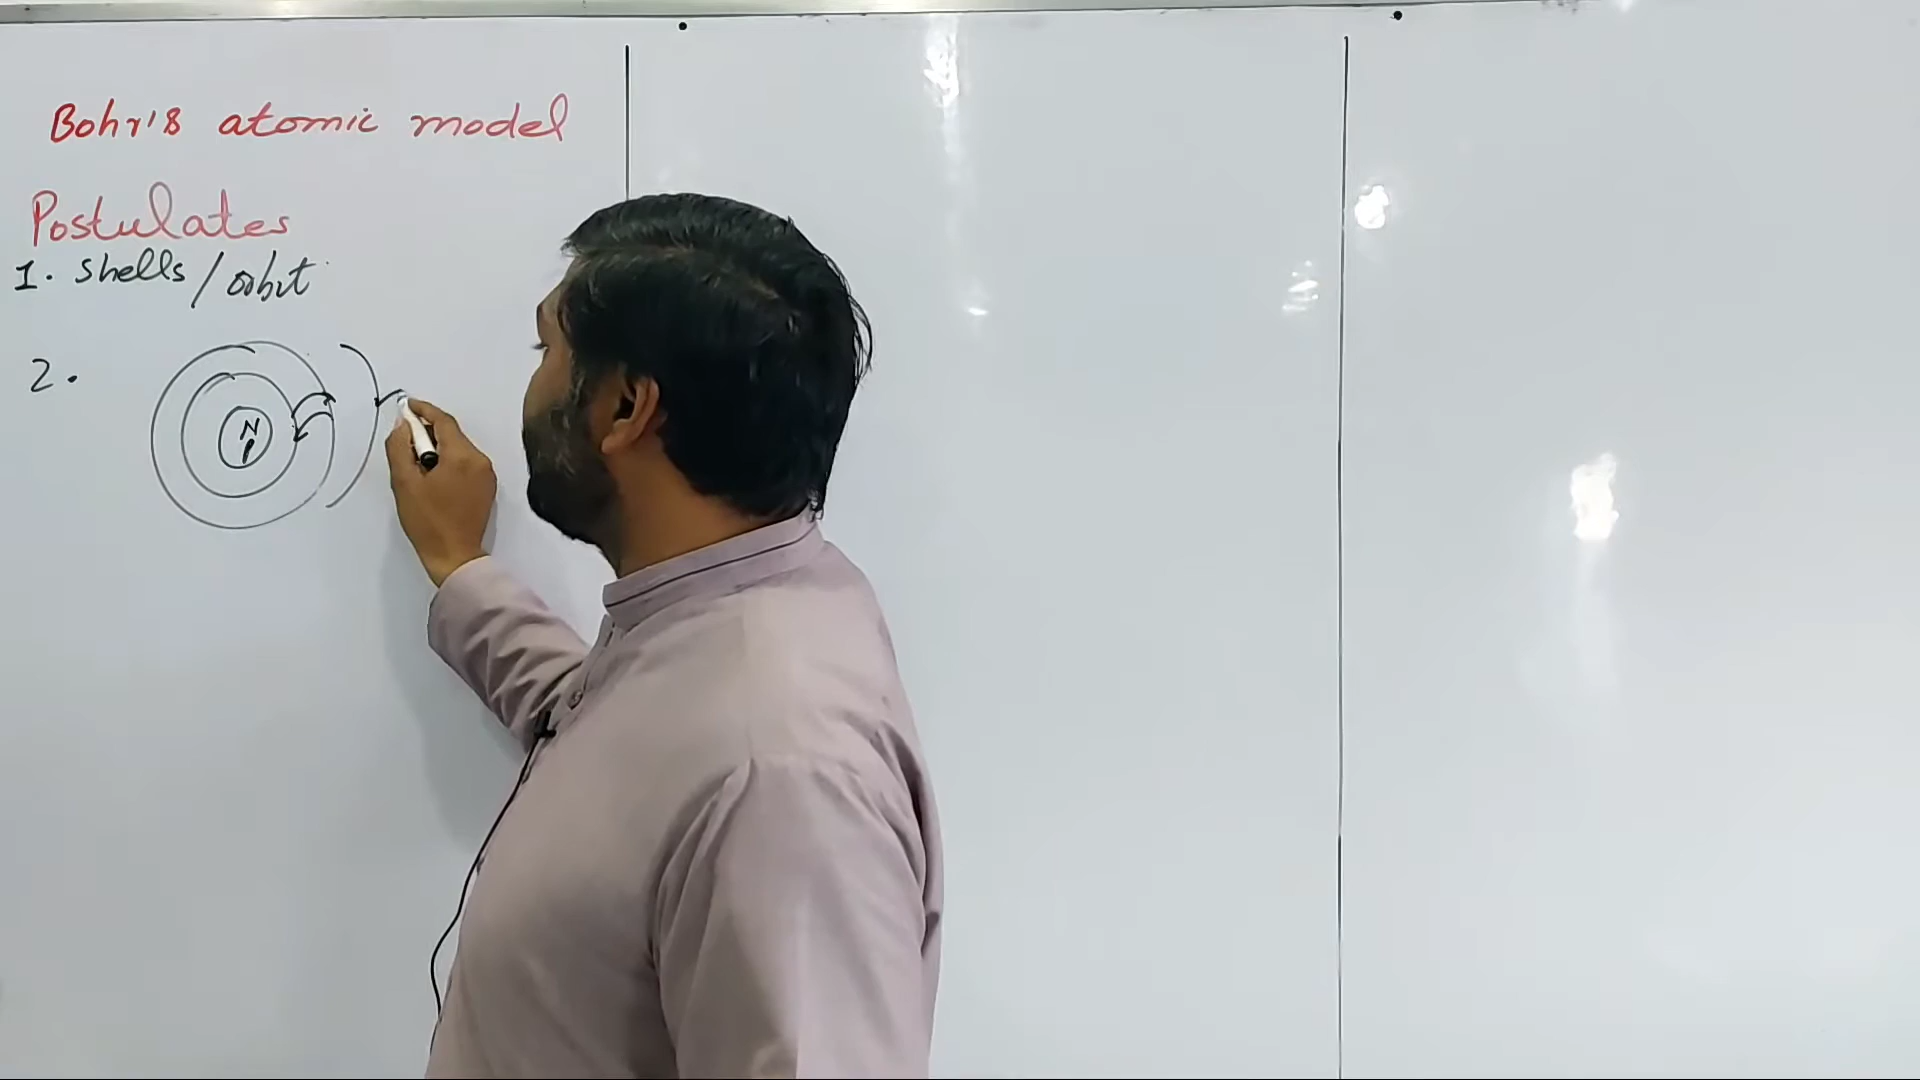 Bohr's atomic model
Postulates
1. shells / orbit
2.
N